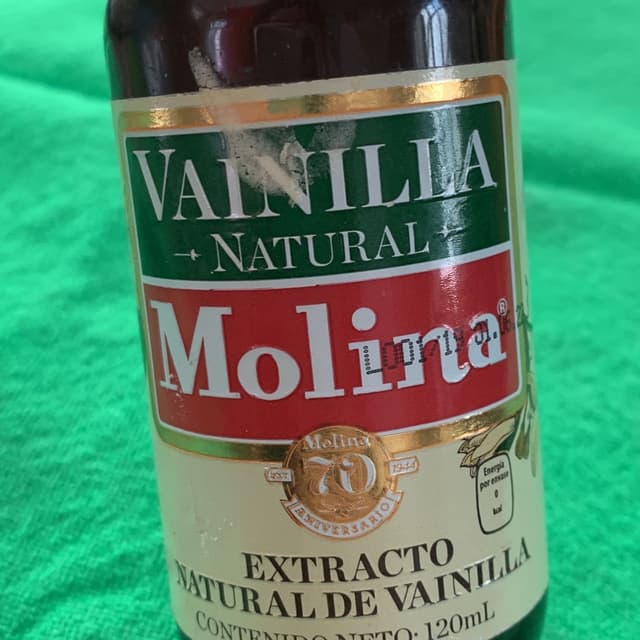 VAINILLA
NATURAL
Molina®
Molina
70
EST. 1944
ANIVERSARIO
Energía
por envase
0
kcal
EXTRACTO
NATURAL DE VAINILLA
CONTENIDO NETO: 120mL